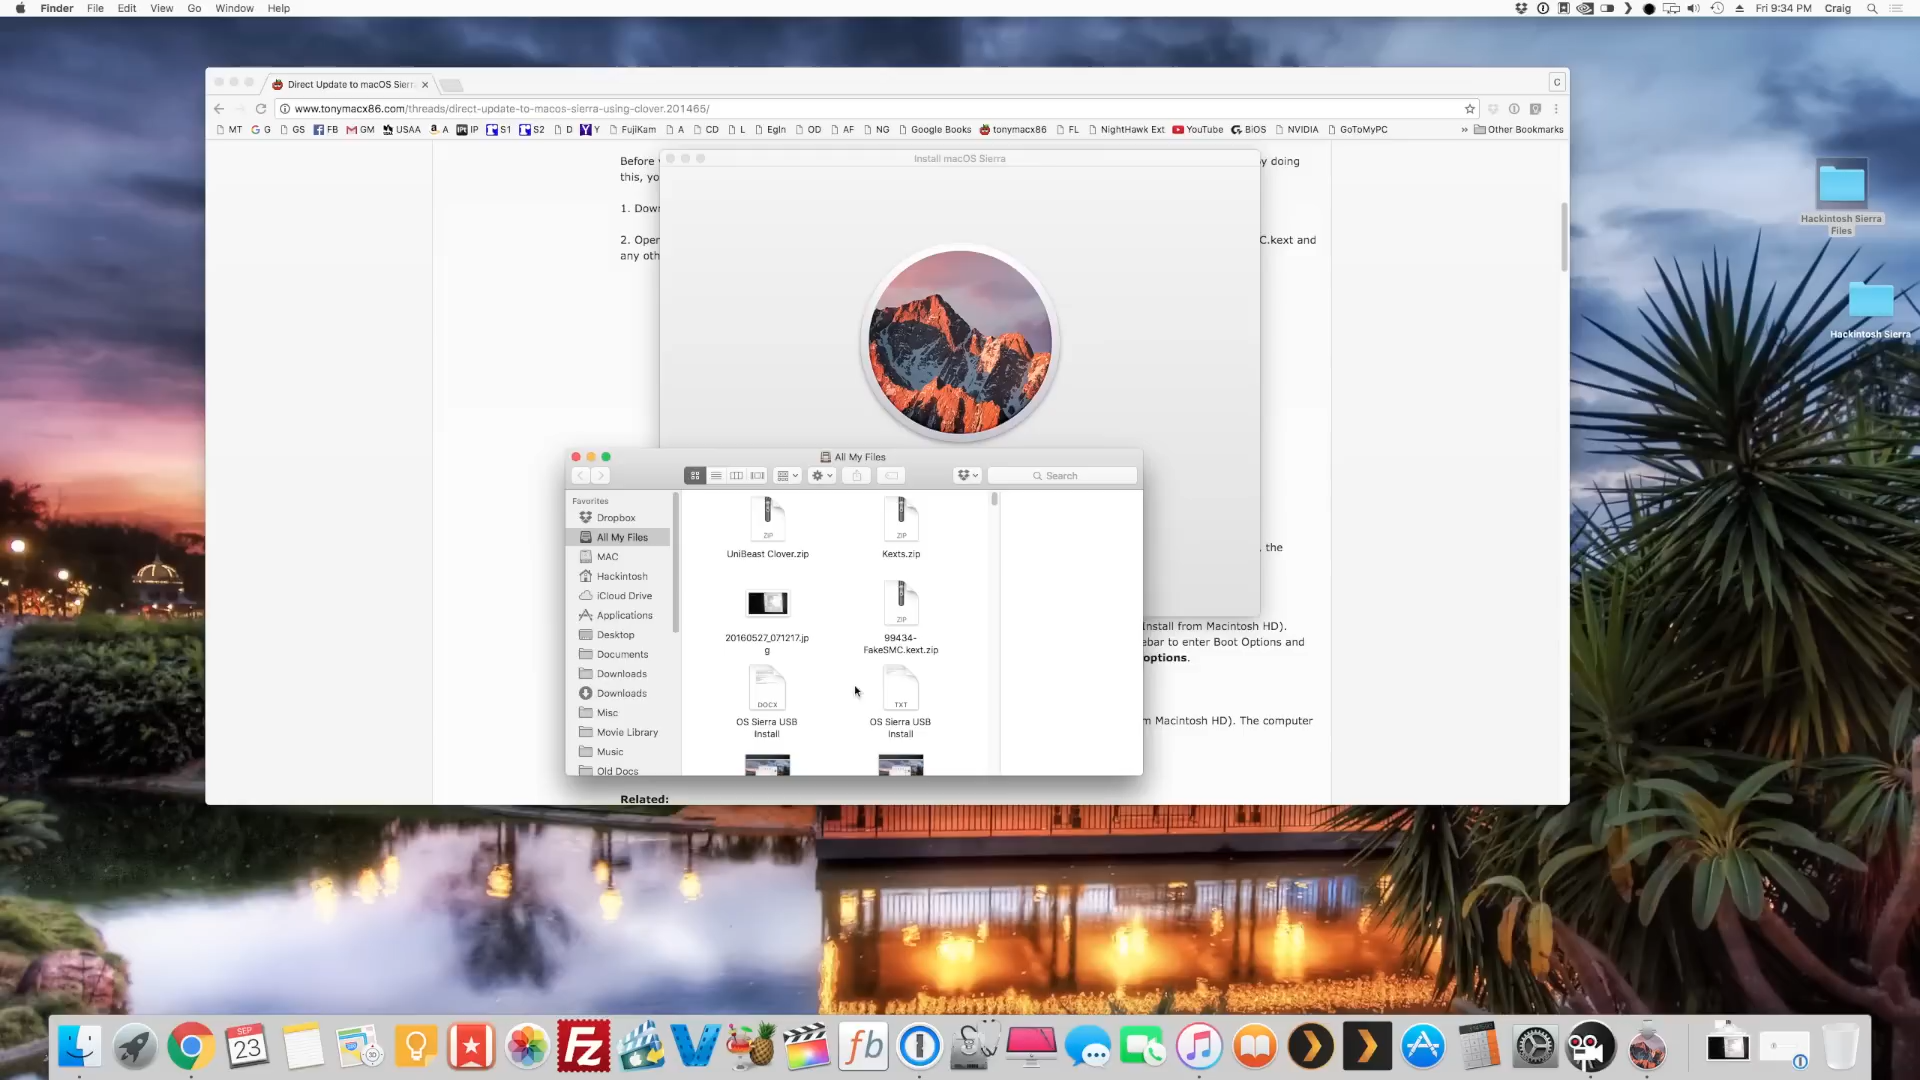 Finder File Edit View Go Window Help
Fri 9:34 PM Craig
Direct Update to macOS Sierr
C
www.tonymacx86.com/threads/direct-update-to-macos-sierra-using-clover.201465/
MT G GS FB GM USAA A IP S1 S2 D Y FujiKam A CD L EgIn OD AF NG Google Books tonymacx86 FL NightHawk Ext YouTube BIOS NVIDIA GoToMyPC » Other Bookmarks
Install macOS Sierra
Before
y doing
this, yo
1. Dow
2. Oper
C.kext and
any oth
Hackintosh Sierra
Files
Hackintosh Sierra
All My Files
Search
Favorites
Dropbox
All My Files
MAC
Hackintosh
iCloud Drive
Applications
Desktop
Documents
Downloads
Downloads
Misc
Movie Library
Music
Old Docs
ZIP
UniBeast Clover.zip
ZIP
Kexts.zip
20160527_071217.jp
g
ZIP
99434-
FakeSMC.kext.zip
DOCX
OS Sierra USB
Install
TXT
OS Sierra USB
Install
, the
Install from Macintosh HD).
ebar to enter Boot Options and
options.
m Macintosh HD). The computer
Related:
SEP
23
Fz
fb